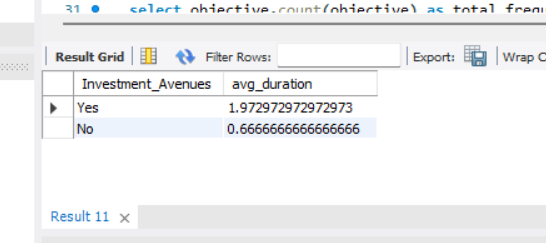 31 select objective,count(objective) as total_frequ
Result Grid Filter Rows: Export: Wrap C
Investment_Avenues avg_duration
Yes 1.972972972972973
No 0.6666666666666666
Result 11